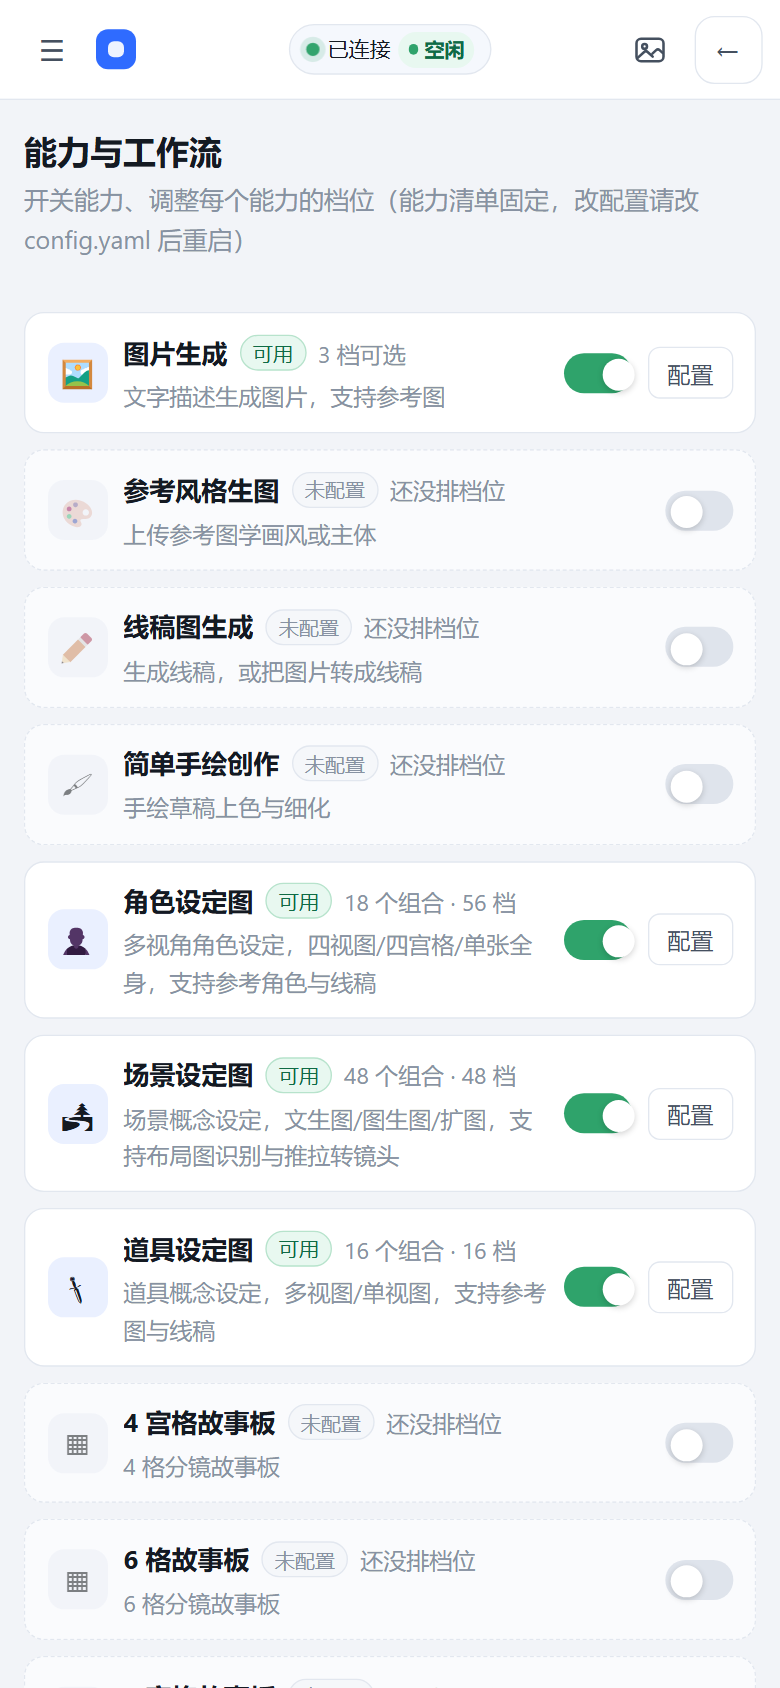 已连接 空闲
能力与工作流
开关能力、调整每个能力的档位（能力清单固定，改配置请改
config.yaml 后重启）
图片生成 可用 3 档可选
文字描述生成图片，支持参考图
配置
参考风格生图 未配置 还没排档位
上传参考图学画风或主体
线稿图生成 未配置 还没排档位
生成线稿，或把图片转成线稿
简单手绘创作 未配置 还没排档位
手绘草稿上色与细化
角色设定图 可用 18 个组合 · 56 档
多视角角色设定，四视图/四宫格/单张全
身，支持参考角色与线稿
配置
场景设定图 可用 48 个组合 · 48 档
场景概念设定，文生图/图生图/扩图，支
持布局图识别与推拉转镜头
配置
道具设定图 可用 16 个组合 · 16 档
道具概念设定，多视图/单视图，支持参考
图与线稿
配置
4 宫格故事板 未配置 还没排档位
4 格分镜故事板
6 格故事板 未配置 还没排档位
6 格分镜故事板